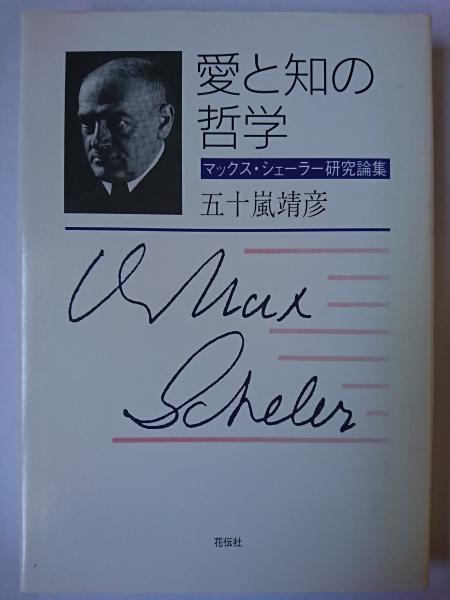 愛と知の
哲学
マックス・シェーラー研究論集
五十嵐靖彦
Max
Scheler
花伝社